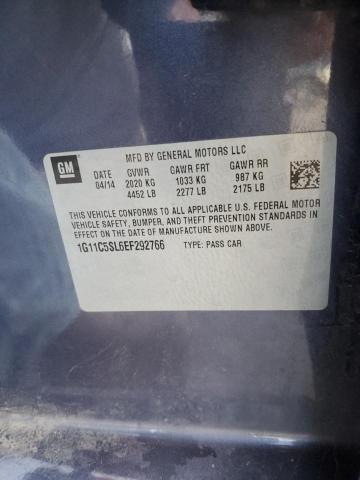 GM
MFD BY GENERAL MOTORS LLC
DATE GVWR GAWR FRT GAWR RR
04/14 2020 KG 1033 KG 987 KG
4452 LB 2277 LB 2175 LB
THIS VEHICLE CONFORMS TO ALL APPLICABLE U.S. FEDERAL MOTOR
VEHICLE SAFETY, BUMPER, AND THEFT PREVENTION STANDARDS IN
EFFECT ON THE DATE OF MANUFACTURE SHOWN ABOVE.
1G11C5SL6EF292766 TYPE: PASS CAR